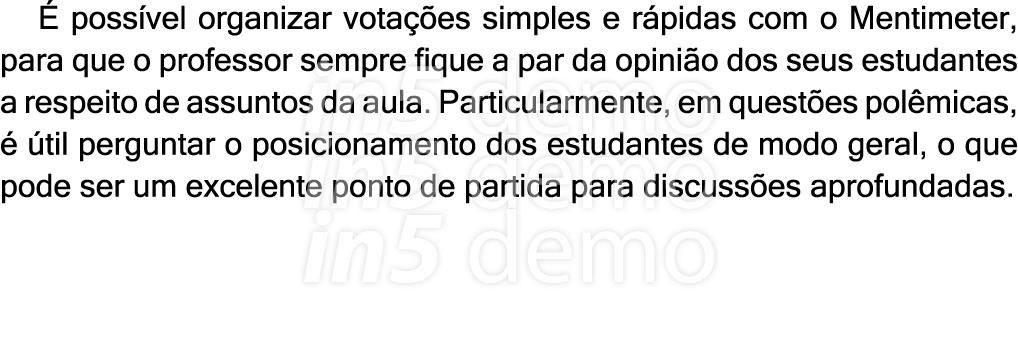 É possível organizar votações simples e rápidas com o Mentimeter,
para que o professor sempre fique a par da opinião dos seus estudantes
a respeito de assuntos da aula. Particularmente, em questões polêmicas,
é útil perguntar o posicionamento dos estudantes de modo geral, o que
pode ser um excelente ponto de partida para discussões aprofundadas.
in5 demo
in5 demo
in5 demo